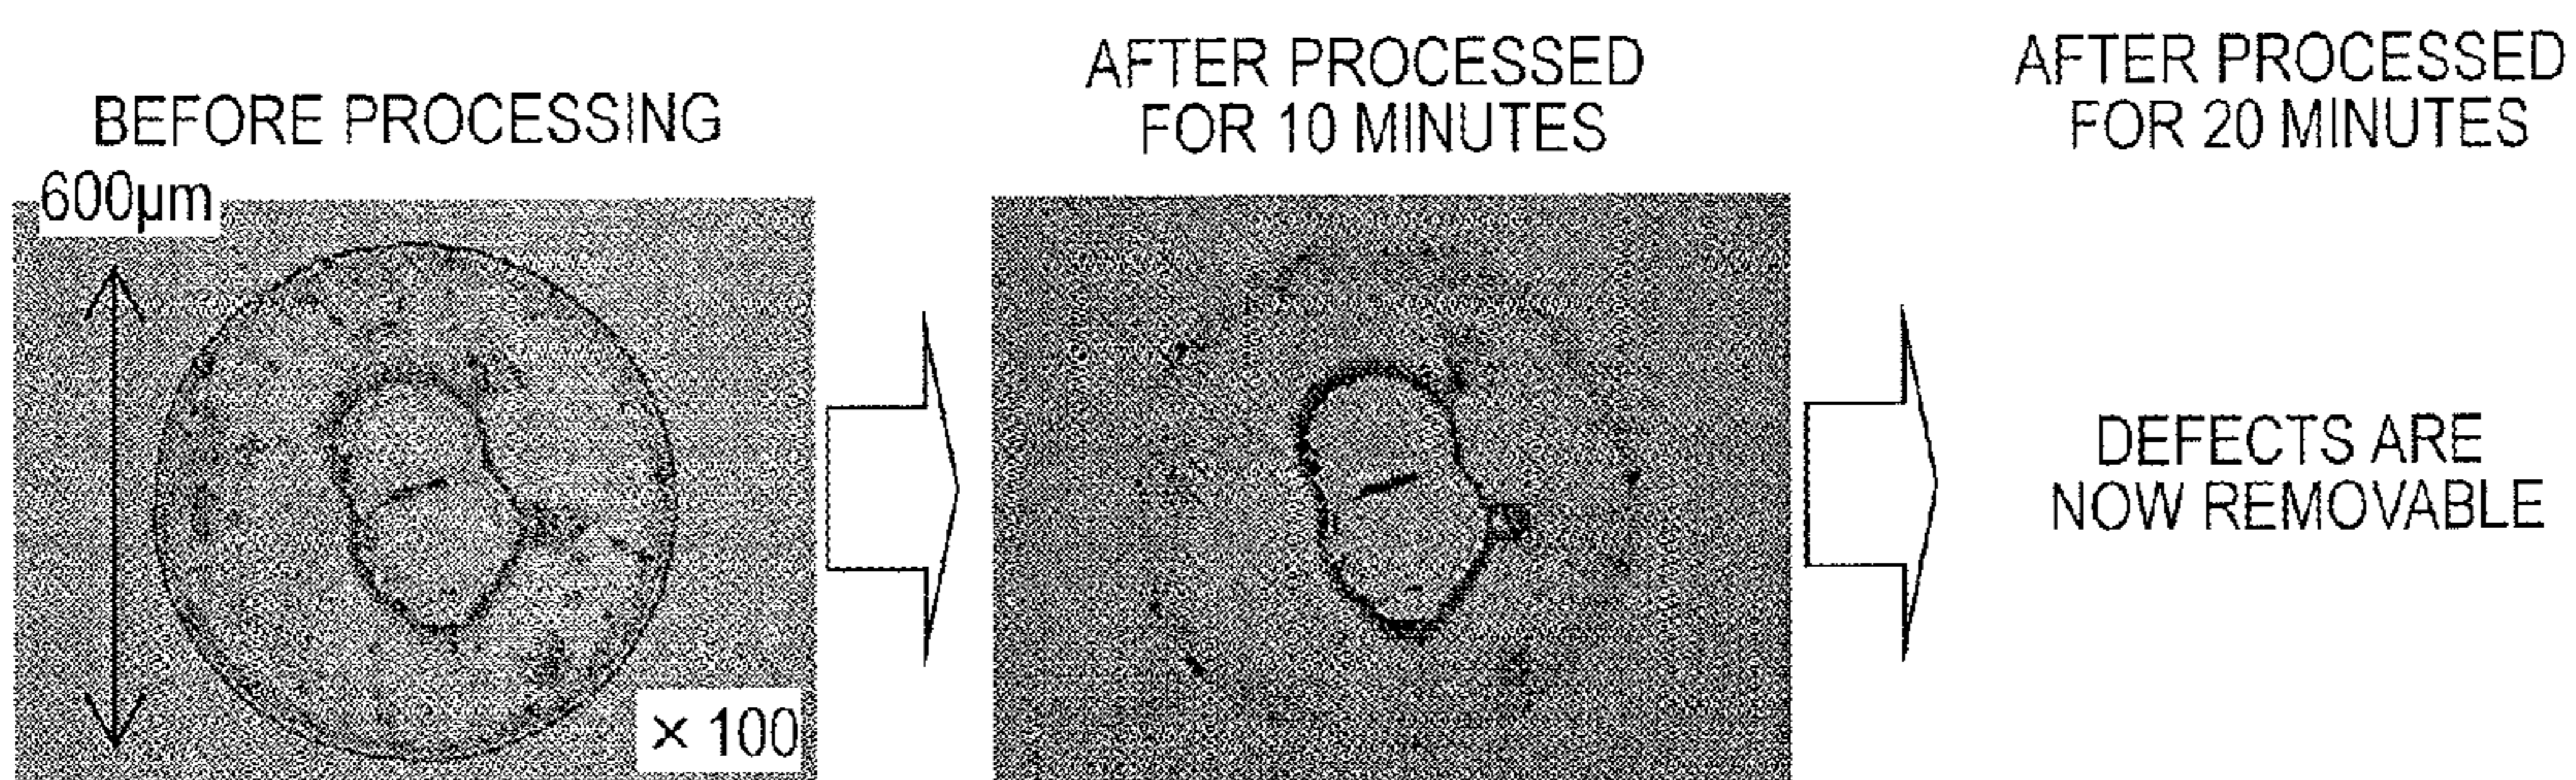 BEFORE PROCESSING
600μm
× 100
AFTER PROCESSED
FOR 10 MINUTES
AFTER PROCESSED
FOR 20 MINUTES
DEFECTS ARE
NOW REMOVABLE